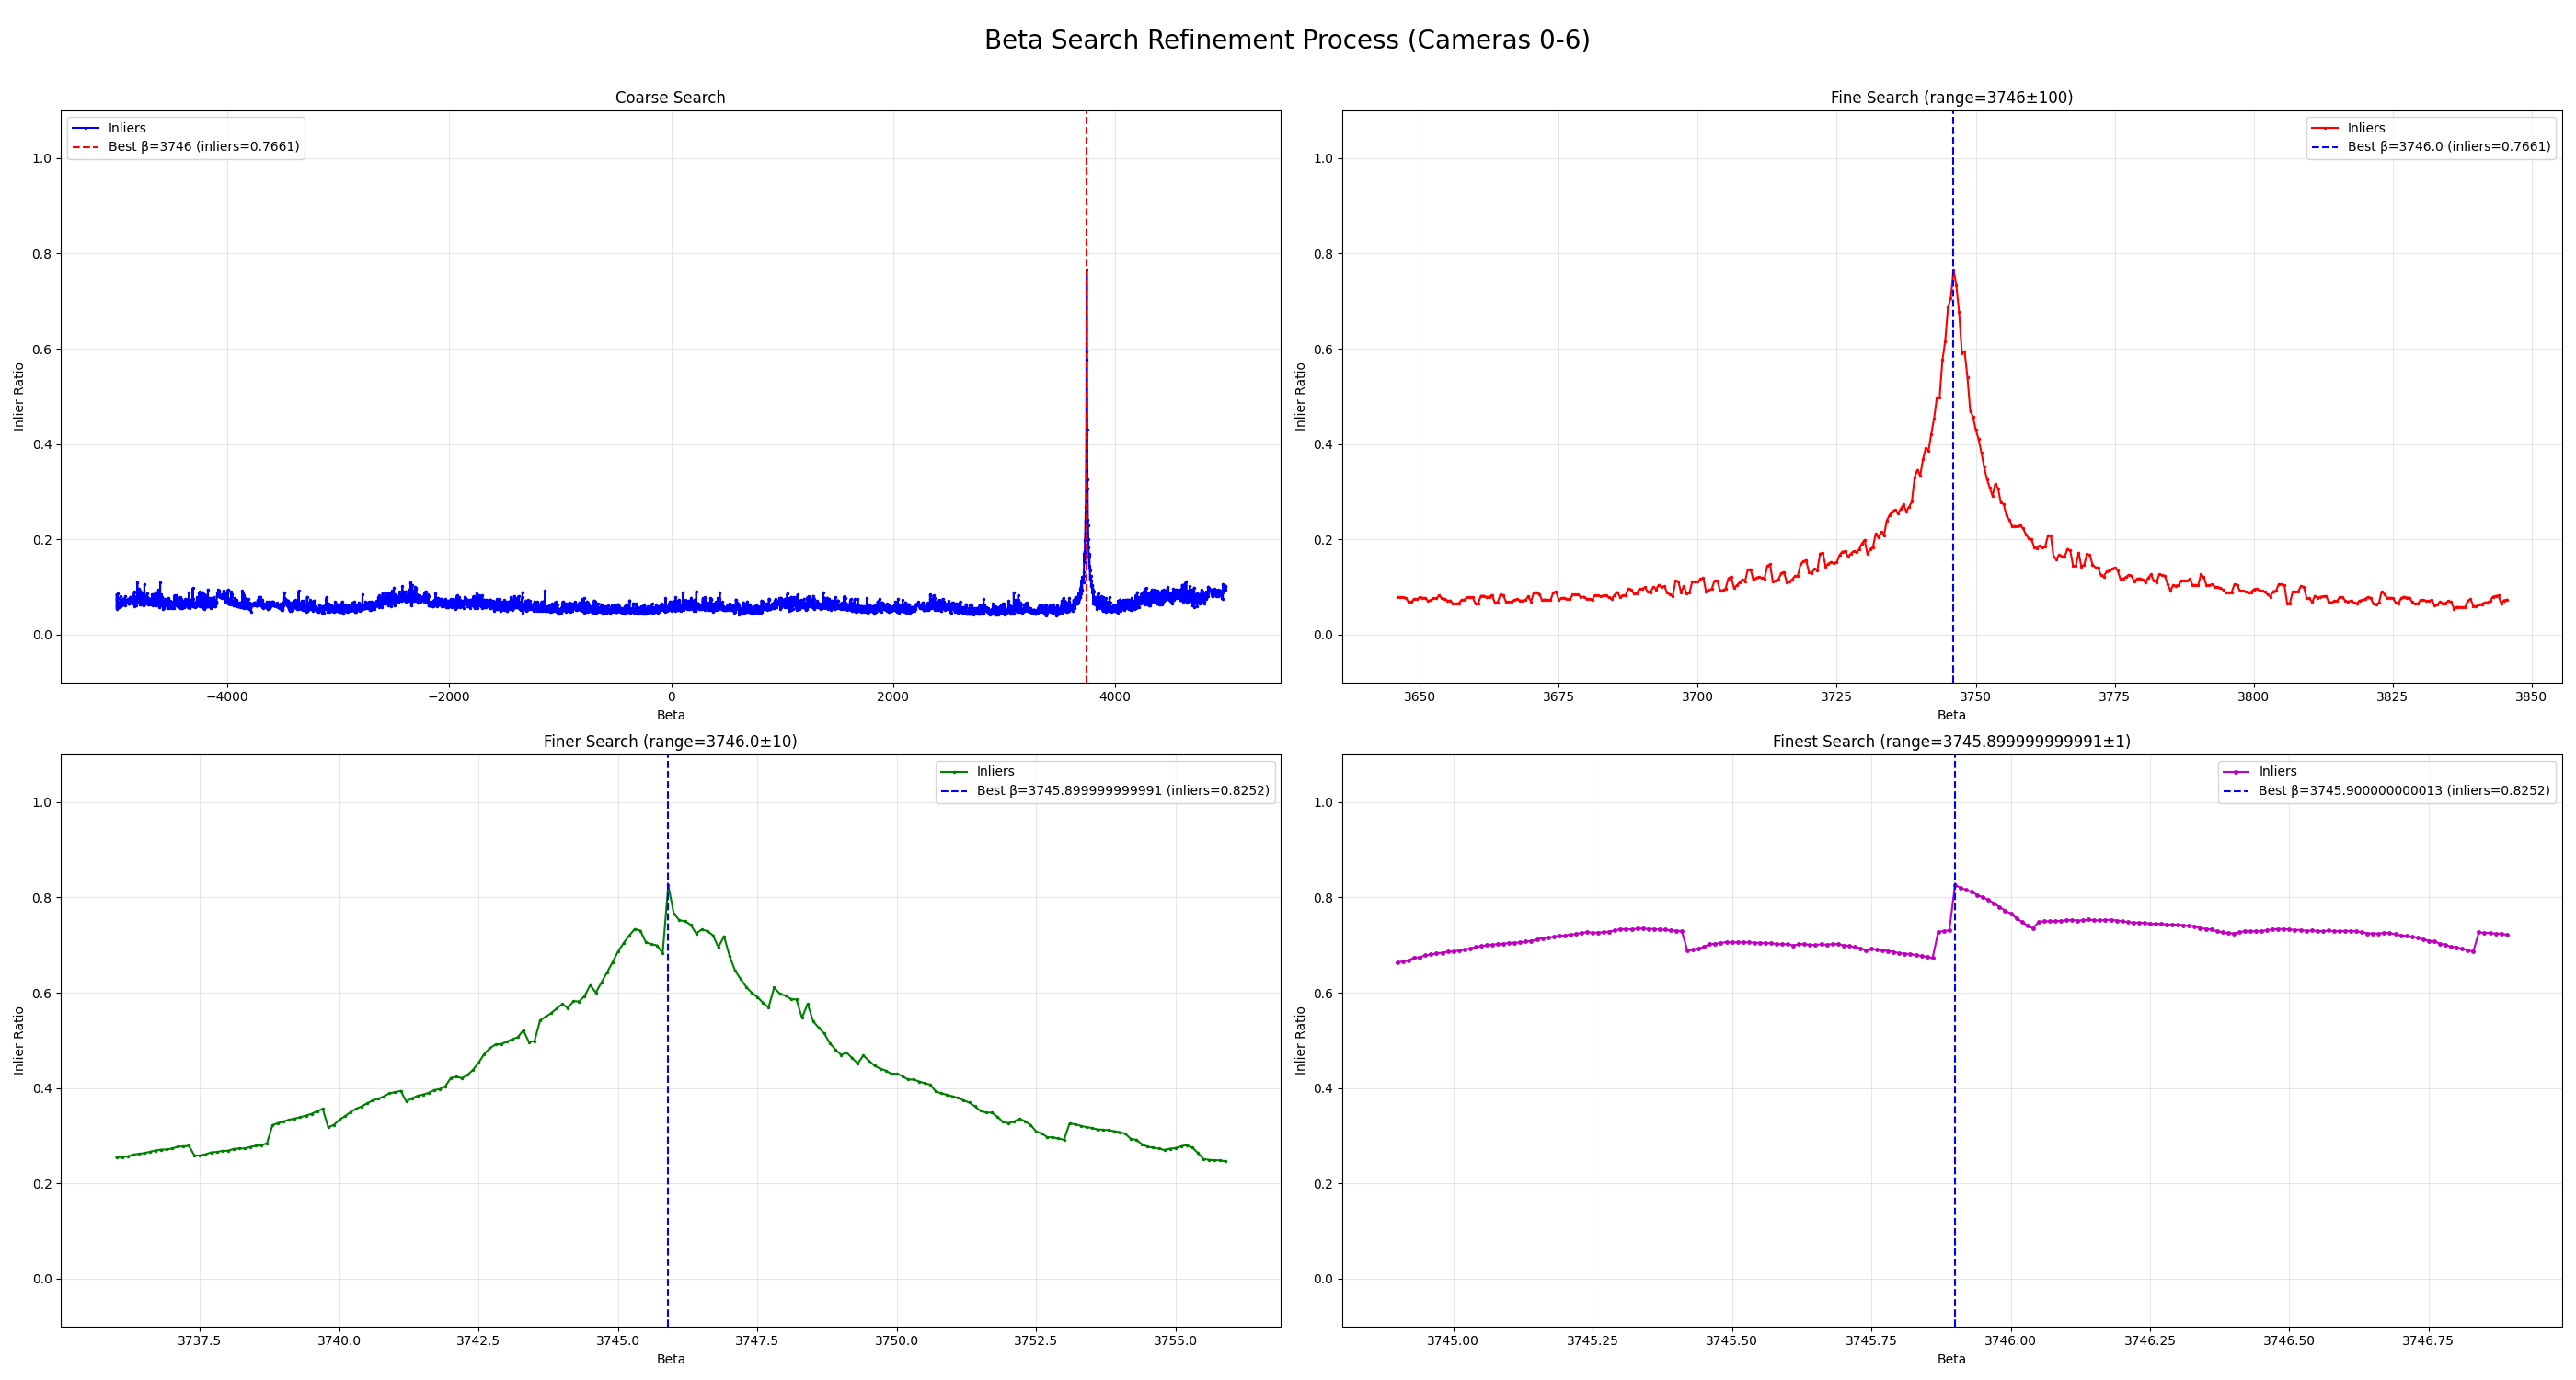 Beta Search Refinement Process (Cameras 0-6)
Coarse Search
Inliers
Best β=3746 (inliers=0.7661)
1.0
0.8
0.6
0.4
0.2
0.0
Inlier Ratio
−4000
−2000
0
2000
4000
Beta
Fine Search (range=3746±100)
Inliers
Best β=3746.0 (inliers=0.7661)
1.0
0.8
0.6
0.4
0.2
0.0
Inlier Ratio
3650
3675
3700
3725
3750
3775
3800
3825
3850
Beta
Finer Search (range=3746.0±10)
Inliers
Best β=3745.899999999991 (inliers=0.8252)
1.0
0.8
0.6
0.4
0.2
0.0
Inlier Ratio
3737.5
3740.0
3742.5
3745.0
3747.5
3750.0
3752.5
3755.0
Beta
Finest Search (range=3745.899999999991±1)
Inliers
Best β=3745.900000000013 (inliers=0.8252)
1.0
0.8
0.6
0.4
0.2
0.0
Inlier Ratio
3745.00
3745.25
3745.50
3745.75
3746.00
3746.25
3746.50
3746.75
Beta